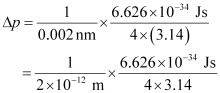 Δp = 1/0.002 nm × 6.626×10⁻³⁴ Js/4×(3.14)
= 1/2×10⁻¹² m × 6.626×10⁻³⁴ Js/4×3.14